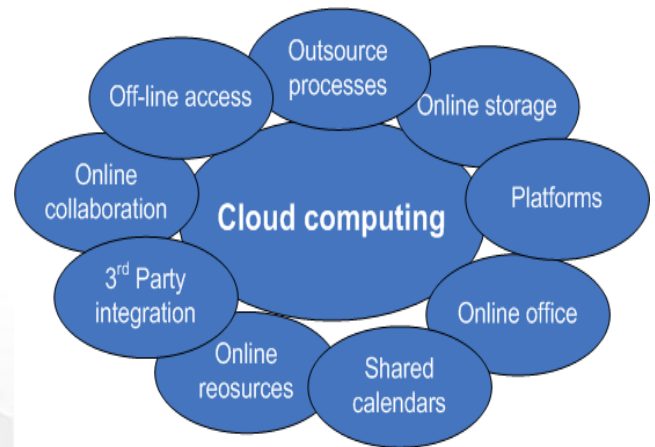 Outsource
processes
Off-line access
Online storage
Online
collaboration
Cloud computing
Platforms
3rd Party
integration
Online office
Online
reosurces
Shared
calendars